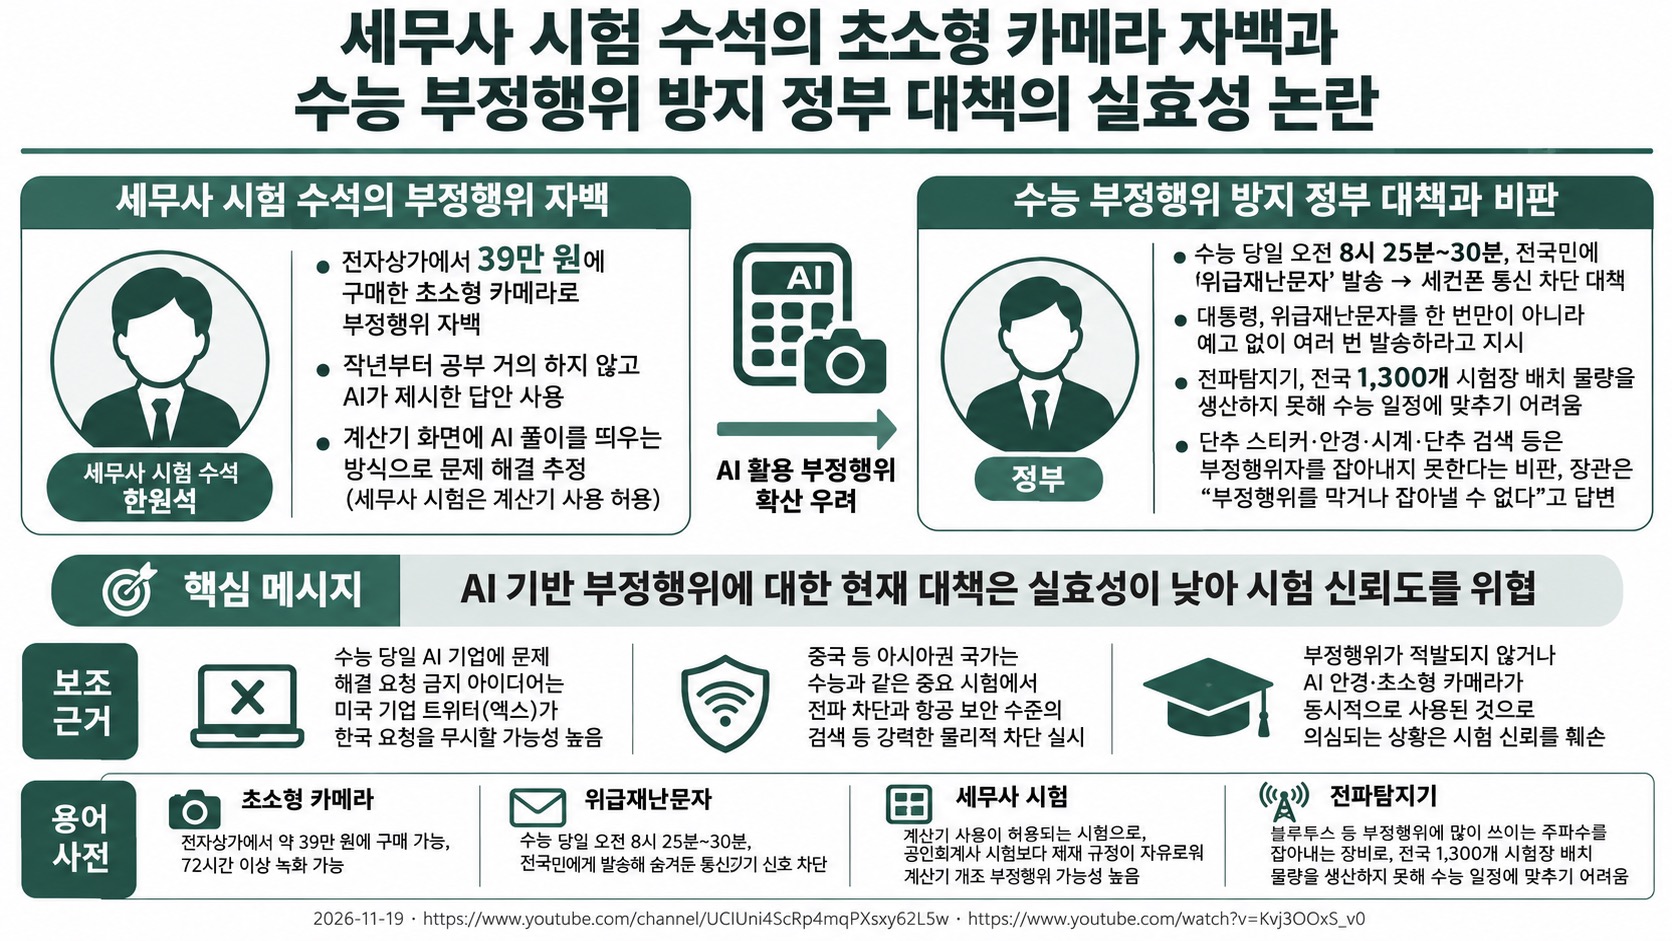 세무사 시험 수석의 초소형 카메라 자백과
수능 부정행위 방지 정부 대책의 실효성 논란
세무사 시험 수석의 부정행위 자백
전자상가에서 39만 원에
구매한 초소형 카메라로
부정행위 자백
작년부터 공부 거의 하지 않고
AI가 제시한 답안 사용
계산기 화면에 AI 풀이를 띄우는
방식으로 문제 해결 추정
(세무사 시험은 계산기 사용 허용)
세무사 시험 수석
한원석
AI
AI 활용 부정행위
확산 우려
수능 부정행위 방지 정부 대책과 비판
수능 당일 오전 8시 25분~30분, 전국민에
‘위급재난문자’ 발송 → 세컨폰 통신 차단 대책
대통령, 위급재난문자를 한 번만이 아니라
예고 없이 여러 번 발송하라고 지시
전파탐지기, 전국 1,300개 시험장 배치 물량을
생산하지 못해 수능 일정에 맞추기 어려움
단추 스티커·안경·시계·단추 검색 등은
부정행위자를 잡아내지 못한다는 비판, 장관은
“부정행위를 막거나 잡아낼 수 없다”고 답변
정부
핵심 메시지
AI 기반 부정행위에 대한 현재 대책은 실효성이 낮아 시험 신뢰도를 위협
보조
근거
수능 당일 AI 기업에 문제
해결 요청 금지 아이디어는
미국 기업 트위터(엑스)가
한국 요청을 무시할 가능성 높음
중국 등 아시아권 국가는
수능과 같은 중요 시험에서
전파 차단과 항공 보안 수준의
검색 등 강력한 물리적 차단 실시
부정행위가 적발되지 않거나
AI 안경·초소형 카메라가
동시적으로 사용된 것으로
의심되는 상황은 시험 신뢰를 훼손
용어
사전
초소형 카메라
전자상가에서 약 39만 원에 구매 가능,
72시간 이상 녹화 가능
위급재난문자
수능 당일 오전 8시 25분~30분,
전국민에게 발송해 숨겨둔 신호 차단
세무사 시험
계산기 사용이 허용되는 시험으로,
공인회계사 시험보다 제재 규정이 자유로워
계산기 개조 부정행위 가능성 높음
전파탐지기
블루투스 등 부정행위에 많이 쓰이는 주파수를
잡아내는 장비로, 전국 1,300개 시험장 배치
물량을 생산하지 못해 수능 일정에 맞추기 어려움
2026-11-19 · https://www.youtube.com/channel/UCIUni4ScRp4mqPXsxy62L5w · https://www.youtube.com/watch?v=Kvj3OOxS_v0